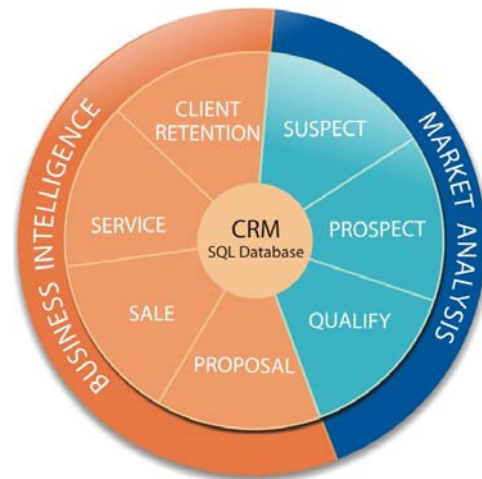 BUSINESS INTELLIGENCE
MARKET ANALYSIS
CLIENT
RETENTION
SUSPECT
SERVICE
CRM
SQL Database
PROSPECT
SALE
QUALIFY
PROPOSAL